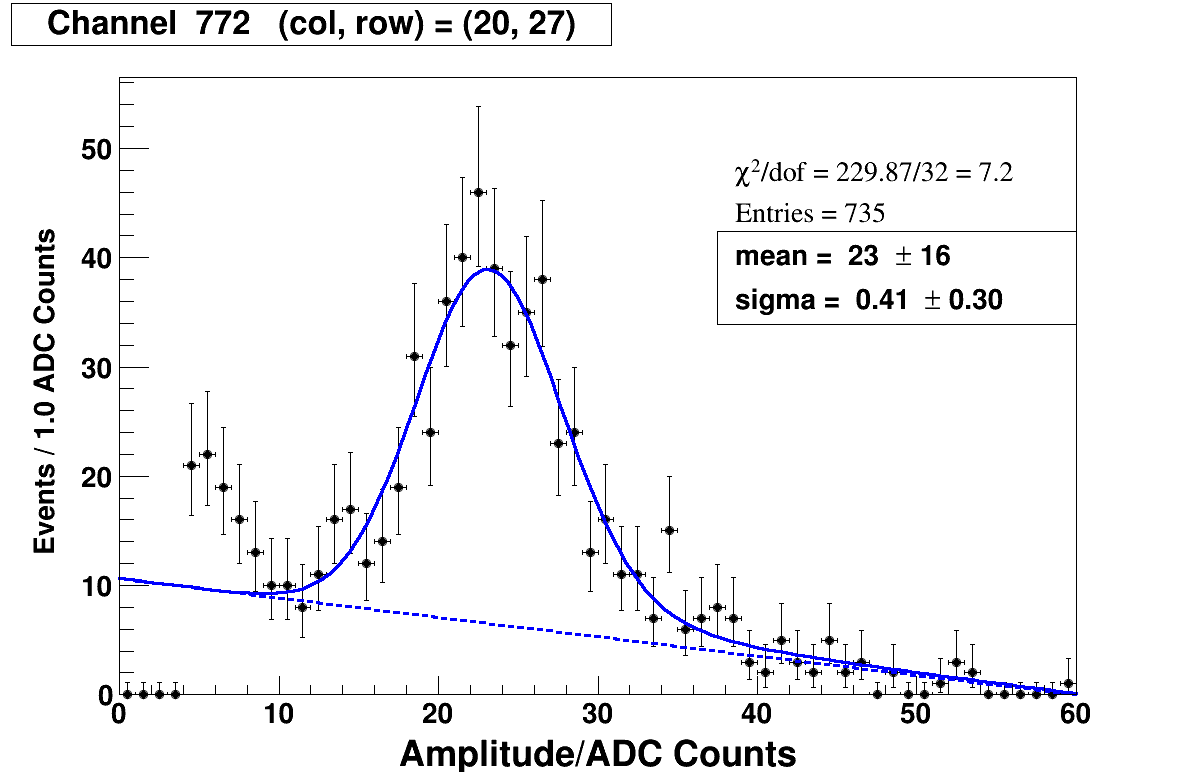 Channel 772 (col, row) = (20, 27)
χ²/dof = 229.87/32 = 7.2
Entries = 735
mean = 23 ± 16
sigma = 0.41 ± 0.30
Events / 1.0 ADC Counts
50
40
30
20
10
0
0 10 20 30 40 50 60
Amplitude/ADC Counts